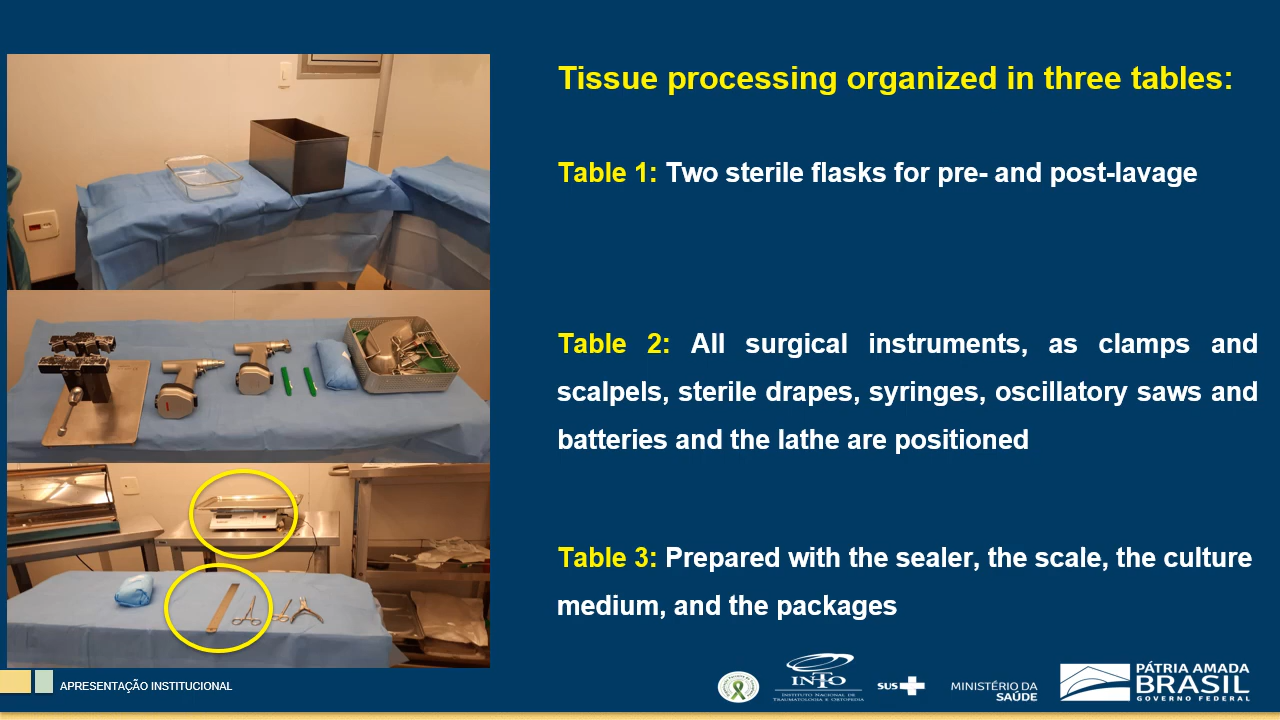 Tissue processing organized in three tables:
Table 1: Two sterile flasks for pre- and post-lavage
Table 2: All surgical instruments, as clamps and
scalpels, sterile drapes, syringes, oscillatory saws and
batteries and the lathe are positioned
Table 3: Prepared with the sealer, the scale, the culture
medium, and the packages
APRESENTAÇÃO INSTITUCIONAL
INTO
INSTITUTO NACIONAL DE
TRAUMATOLOGIA E ORTOPEDIA
SUS
MINISTÉRIO DA
SAÚDE
PÁTRIA AMADA
BRASIL
GOVERNO FEDERAL